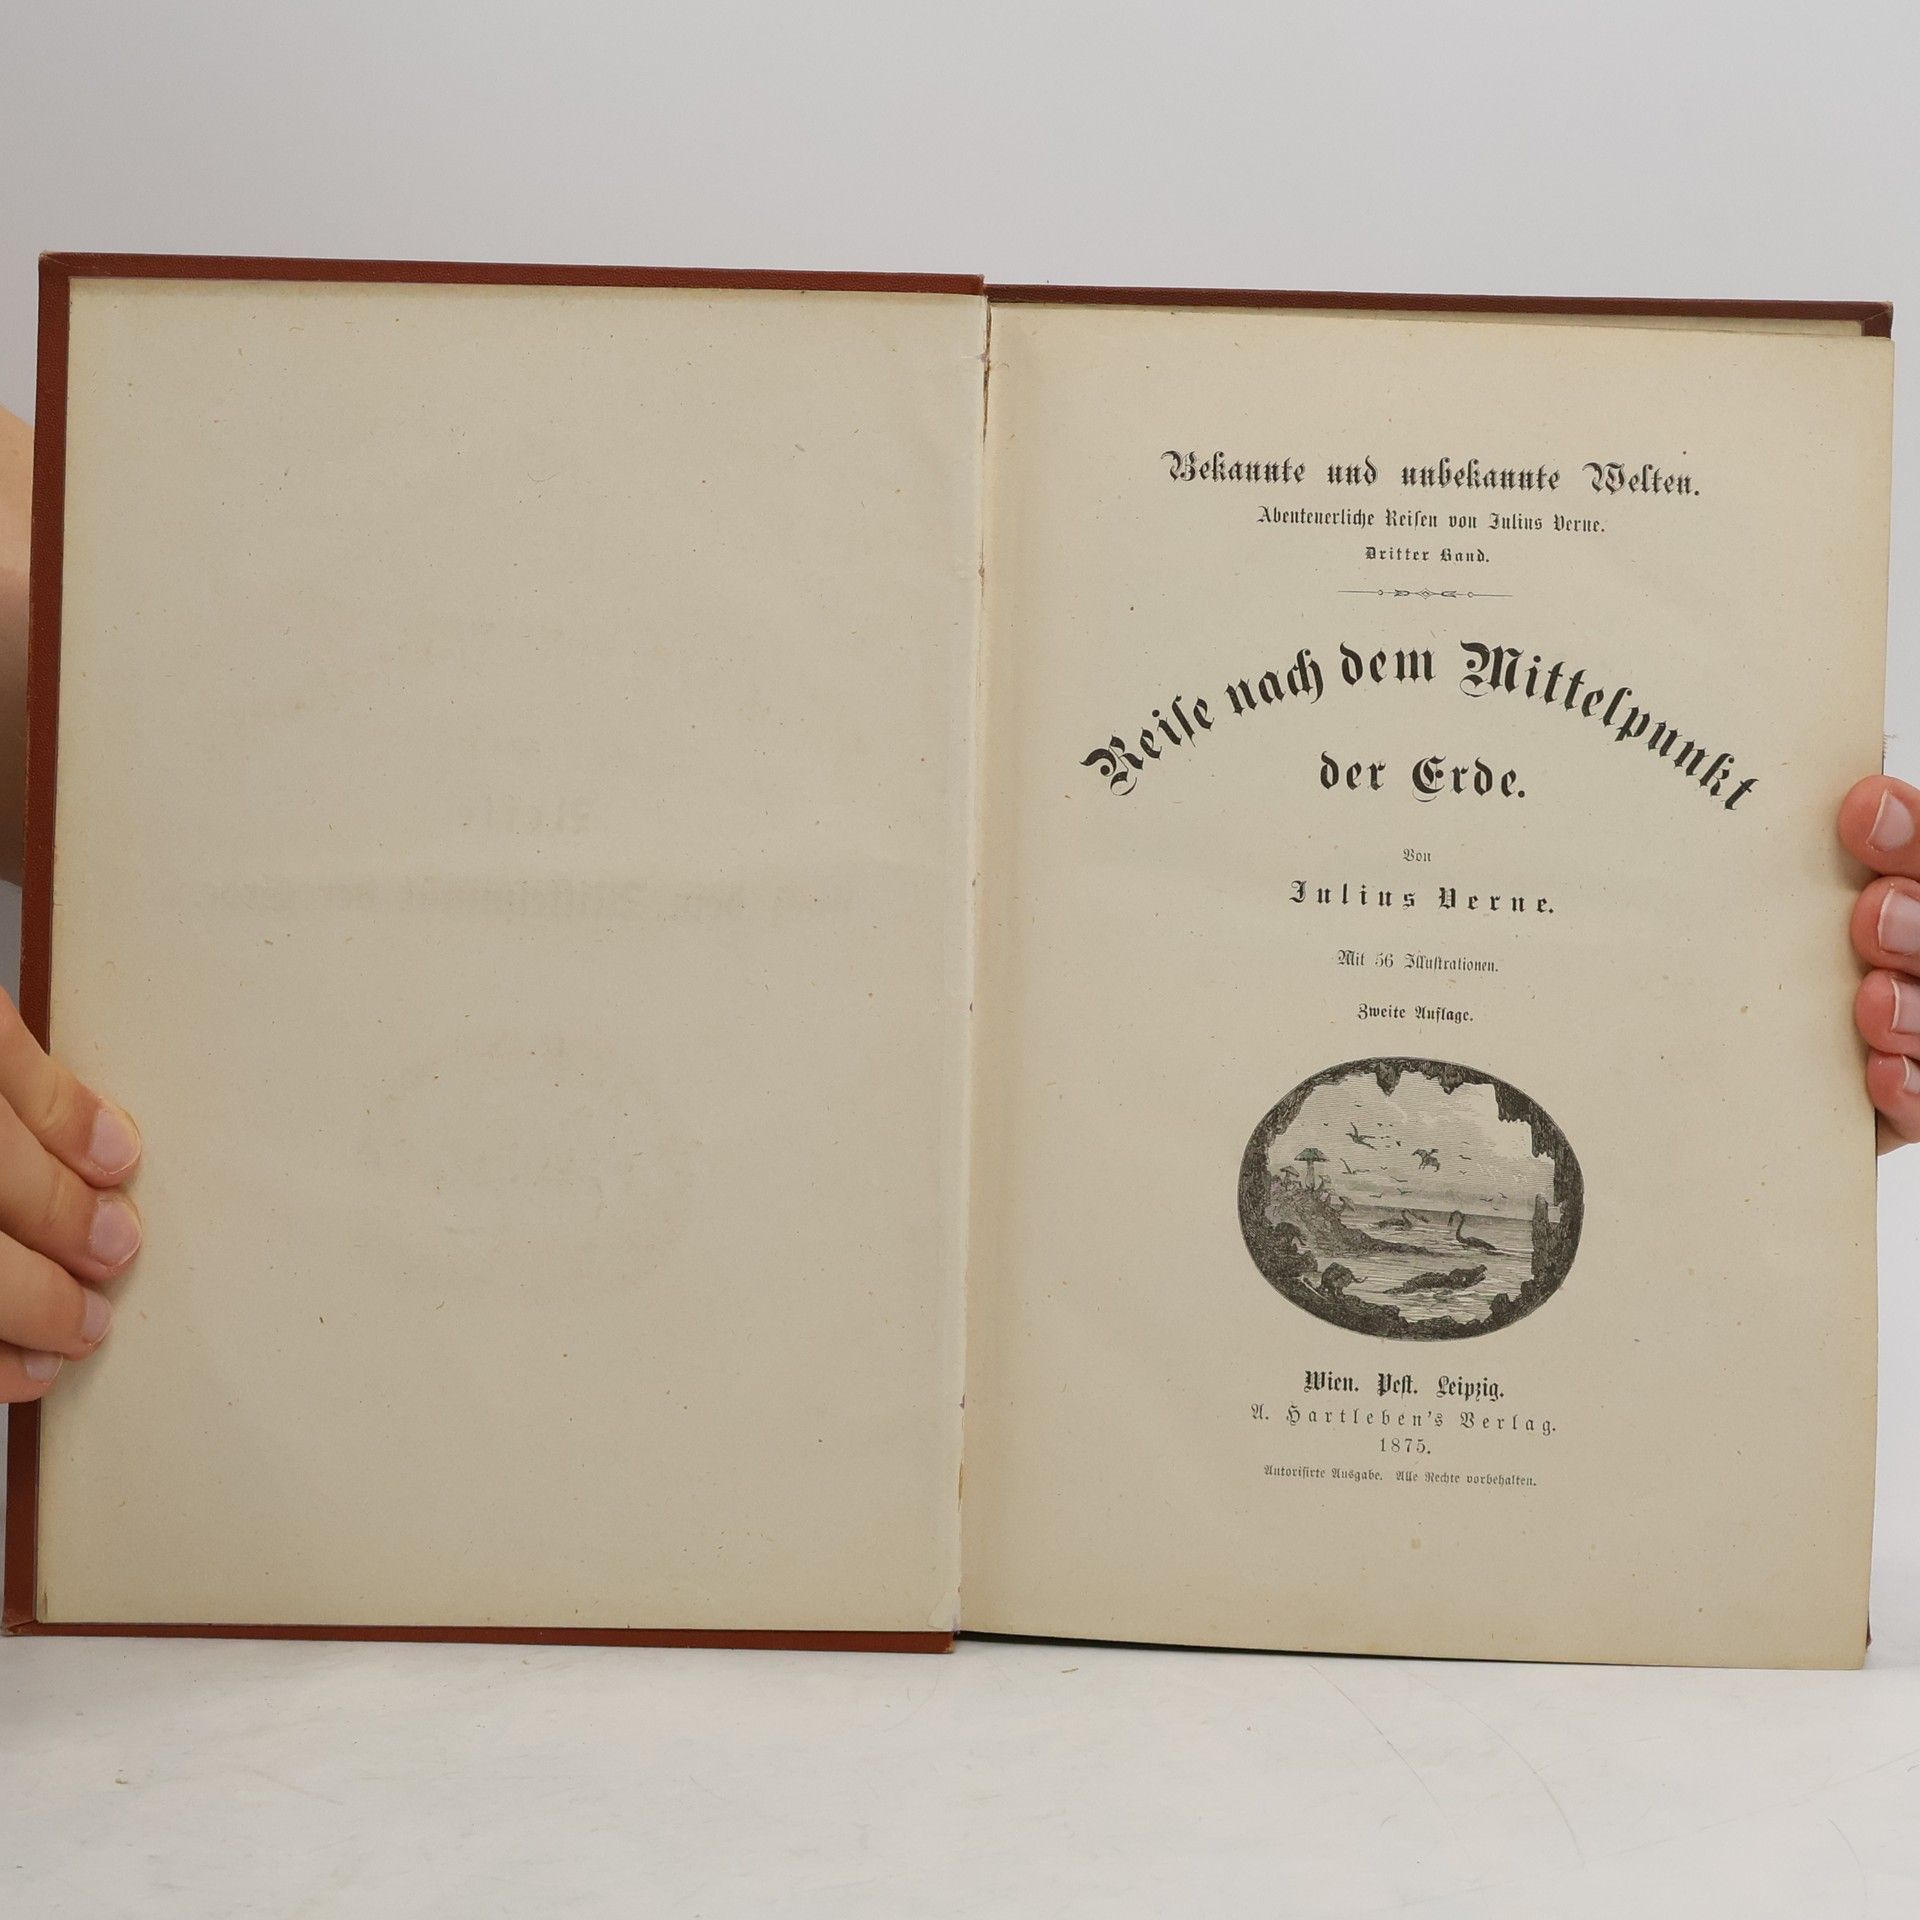 Bekannte und unbekannte Welten.
Abenteuerliche Reisen von Julius Verne.
Dritter Band.
Reise nach dem Mittelpunkt
der Erde.
Von
Julius Verne.
Mit 56 Illustrationen.
Zweite Auflage.
Wien. Pest. Leipzig.
A. Hartleben's Verlag.
1875.
Autorisirte Ausgabe. Alle Rechte vorbehalten.